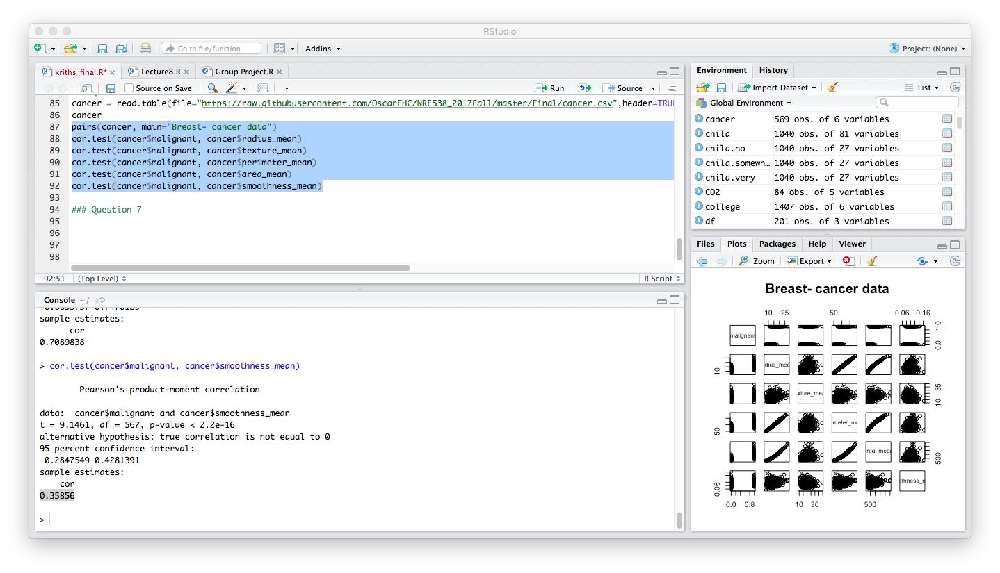 RStudio
Go to file/function
Addins
Project: (None)
kriths_final.R*
Lecture8.R
Group Project.R
Source on Save
Run
Source
85 cancer = read.table(file="https://raw.githubusercontent.com/OscarFHC/NRE538_2017Fall/master/Final/cancer.csv",header=TRU
86 cancer
87 pairs(cancer, main="Breast- cancer data")
88 cor.test(cancer$malignant, cancer$radius_mean)
89 cor.test(cancer$malignant, cancer$texture_mean)
90 cor.test(cancer$malignant, cancer$perimeter_mean)
91 cor.test(cancer$malignant, cancer$area_mean)
92 cor.test(cancer$malignant, cancer$smoothness_mean)
93
94 ### Question 7
95
96
97
98
92:51 (Top Level) R Script
Console ~/
sample estimates:
cor
0.7089838
> cor.test(cancer$malignant, cancer$smoothness_mean)
Pearson's product-moment correlation
data: cancer$malignant and cancer$smoothness_mean
t = 9.1461, df = 567, p-value < 2.2e-16
alternative hypothesis: true correlation is not equal to 0
95 percent confidence interval:
0.2847549 0.4281391
sample estimates:
cor
0.35856
>
Environment History
Import Dataset List
Global Environment
cancer 569 obs. of 6 variables
child 1040 obs. of 81 variables
child.no 1040 obs. of 27 variables
child.somewh… 1040 obs. of 27 variables
child.very 1040 obs. of 27 variables
CO2 84 obs. of 5 variables
college 1407 obs. of 6 variables
df 201 obs. of 3 variables
Files Plots Packages Help Viewer
Zoom Export
Breast- cancer data
10 25 50 0.06 0.16
malignant 0.0 1.0
10 dius_mea
xture_mea 10 35
50 meter_m
rea_mear 500
0.06 othness_n
0.0 0.8 10 30 500